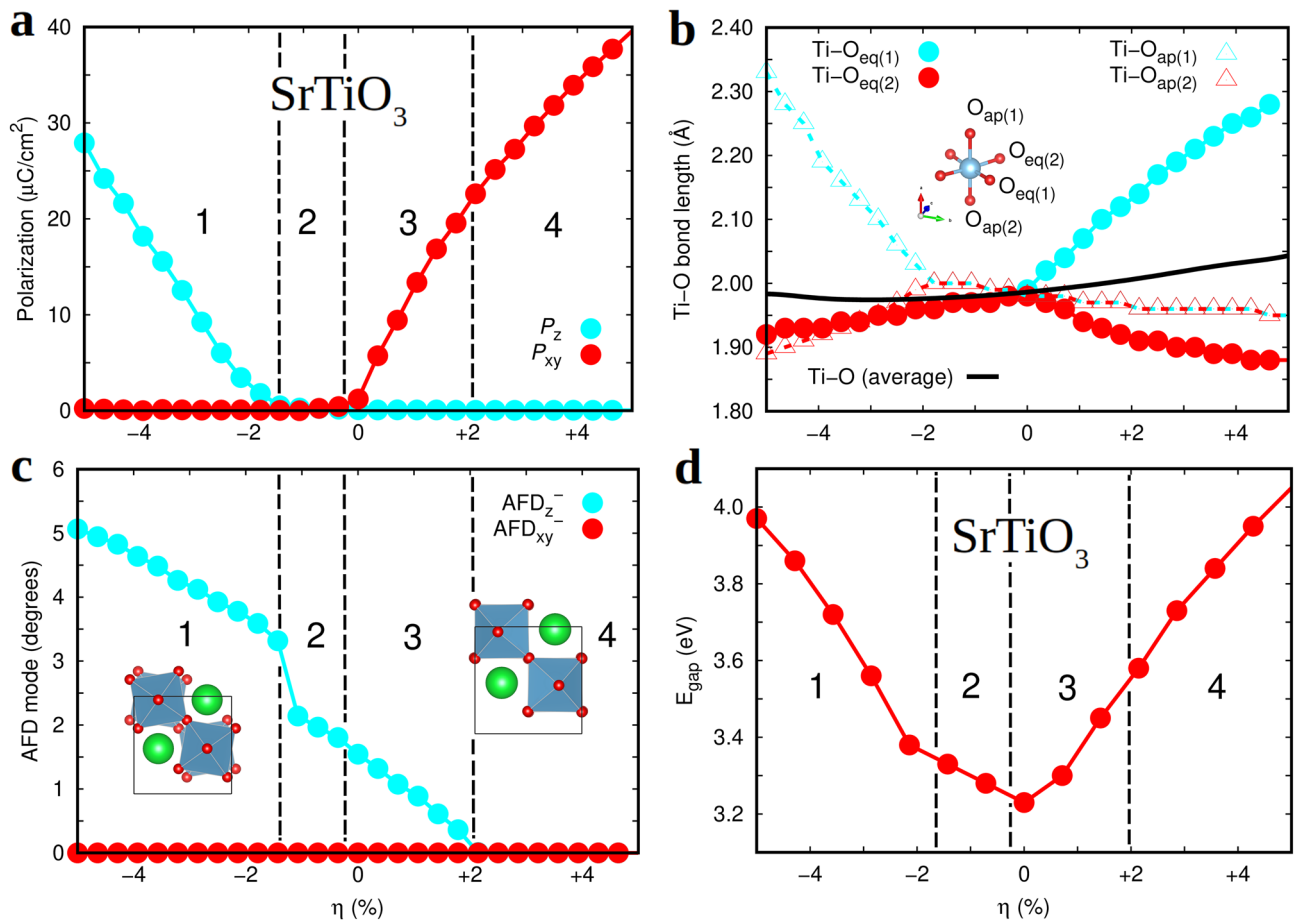 a
SrTiO3
Polarization (μC/cm2)
40
30
20
10
0
1
2
3
4
Pz
Pxy
−4
−2
0
+2
+4
b
Ti−Oeq(1)
Ti−Oeq(2)
Ti−Oap(1)
Ti−Oap(2)
Ti−O bond length (Å)
2.40
2.30
2.20
2.10
2.00
1.90
1.80
Oap(1)
Oeq(2)
Oeq(1)
Oap(2)
Ti−O (average)
−4
−2
0
+2
+4
c
AFDz−
AFDxy−
AFD mode (degrees)
6
5
4
3
2
1
0
1
2
3
4
−4
−2
0
+2
+4
η (%)
d
SrTiO3
Egap (eV)
4.0
3.8
3.6
3.4
3.2
1
2
3
4
−4
−2
0
+2
+4
η (%)